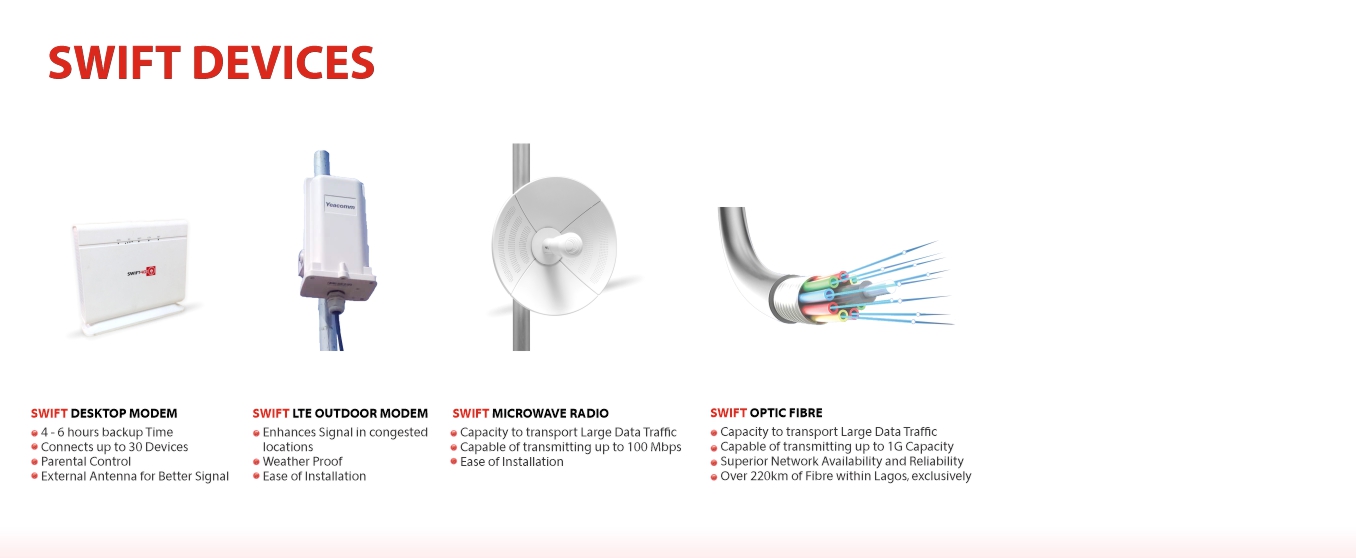 SWIFT DEVICES
Yeacomm
SWIFT DESKTOP MODEM
4 - 6 hours backup Time
Connects up to 30 Devices
Parental Control
External Antenna for Better Signal
SWIFT LTE OUTDOOR MODEM
Enhances Signal in congested
locations
Weather Proof
Ease of Installation
SWIFT MICROWAVE RADIO
Capacity to transport Large Data Traffic
Capable of transmitting up to 100 Mbps
Ease of Installation
SWIFT OPTIC FIBRE
Capacity to transport Large Data Traffic
Capable of transmitting up to 1G Capacity
Superior Network Availability and Reliability
Over 220km of Fibre within Lagos, exclusively